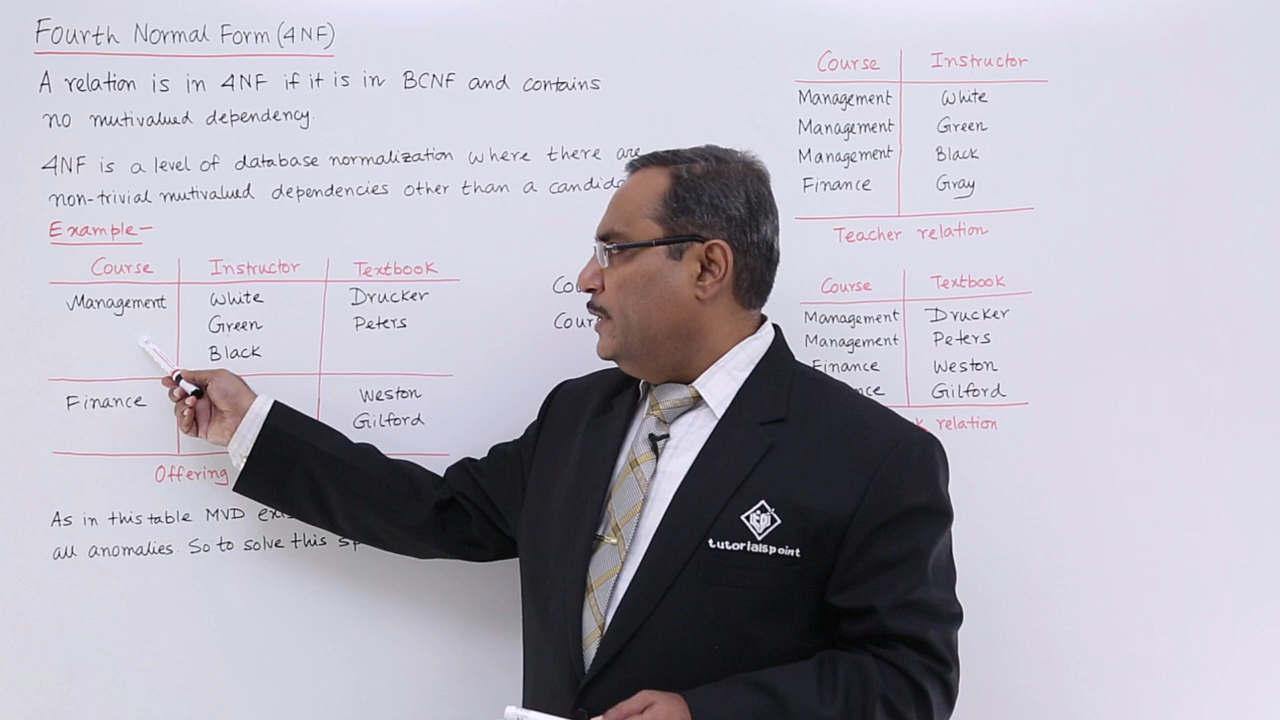 Fourth Normal Form (4NF)
A relation is in 4NF if it is in BCNF and contains
no mutivalued dependency.
4NF is a level of database normalization where there are
non-trivial mutivalued dependencies other than a
Example-
Course Instructor Textbook
Management White Drucker
Green Peters
Black
Finance Weston
Gilford
Offering
As in this table MVD
all anomalies. So to solve this
Course Instructor
Management White
Management Green
Management Black
Finance Gray
Teacher relation
Course Textbook
Management Drucker
Management Peters
Finance Weston
Gilford
relation
tutorialspoint